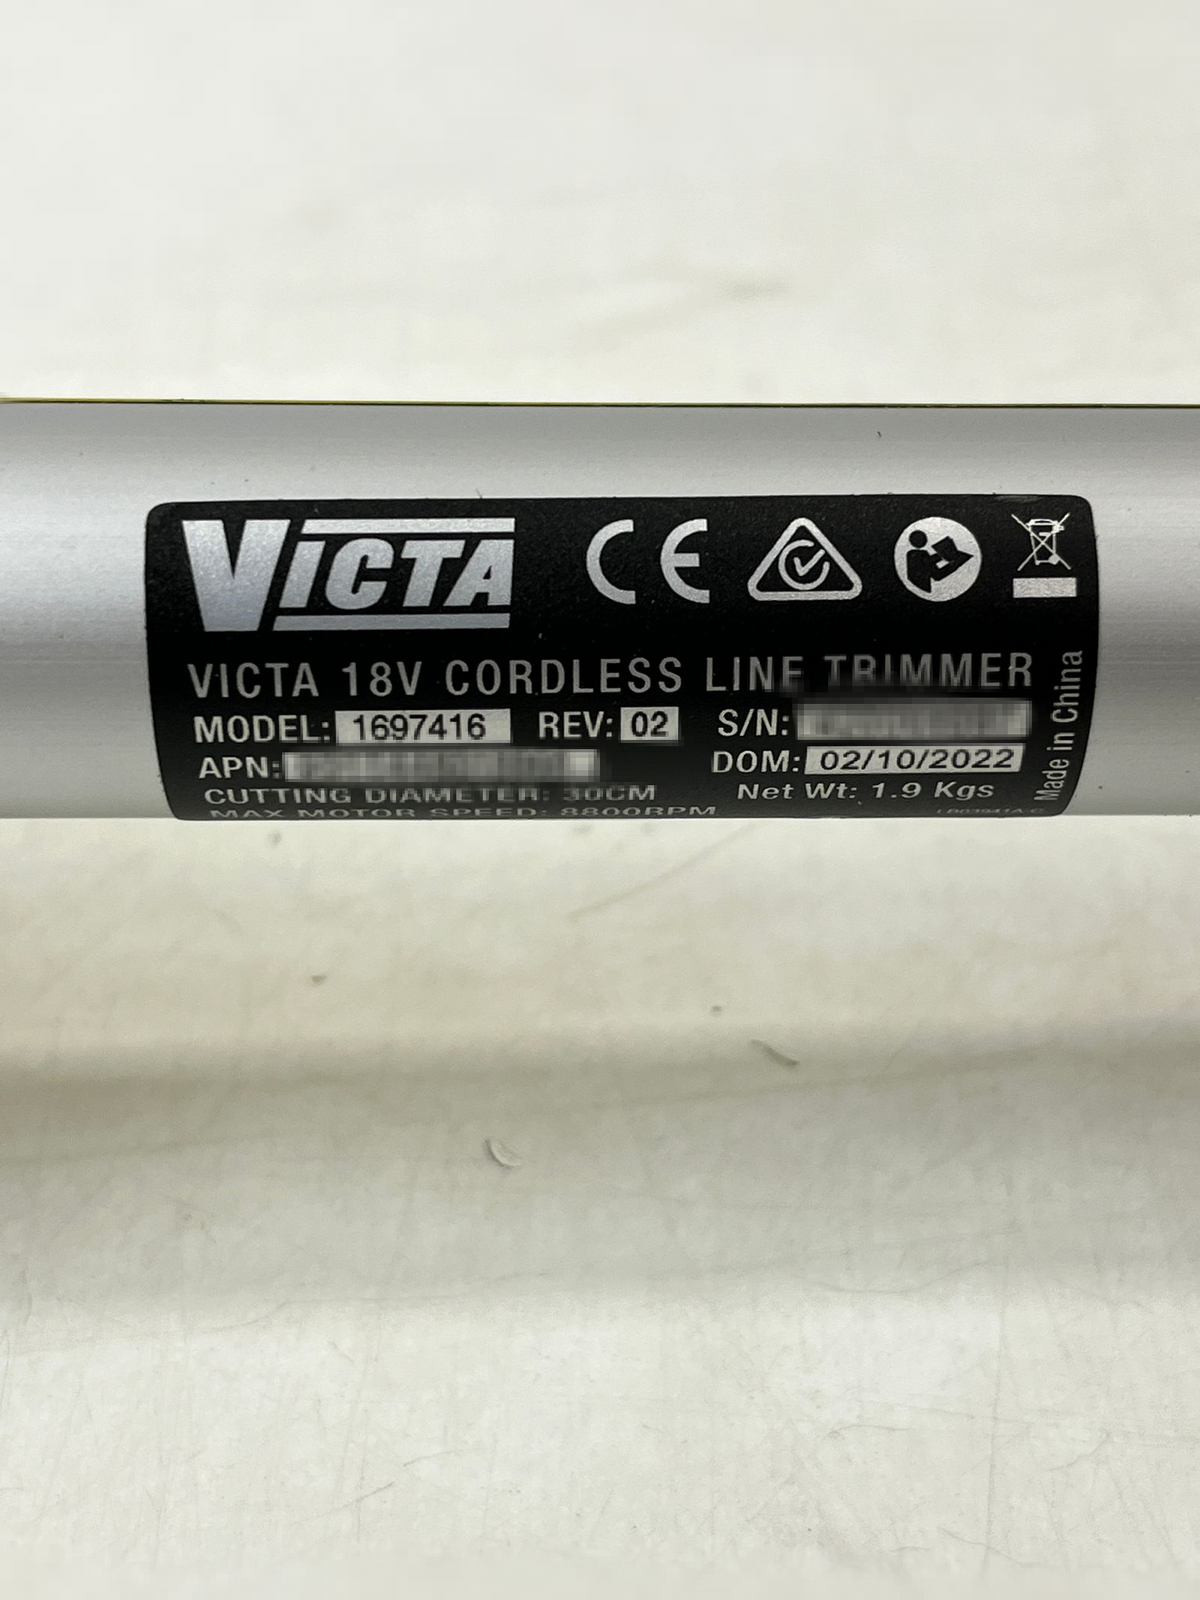 VICTA
CE
VICTA 18V CORDLESS LINE TRIMMER
MODEL: 1697416 REV: 02 S/N:
APN: DOM: 02/10/2022
CUTTING DIAMETER: 30CM Net Wt: 1.9 Kgs
MAX MOTOR SPEED: 8800RPM
Made in China